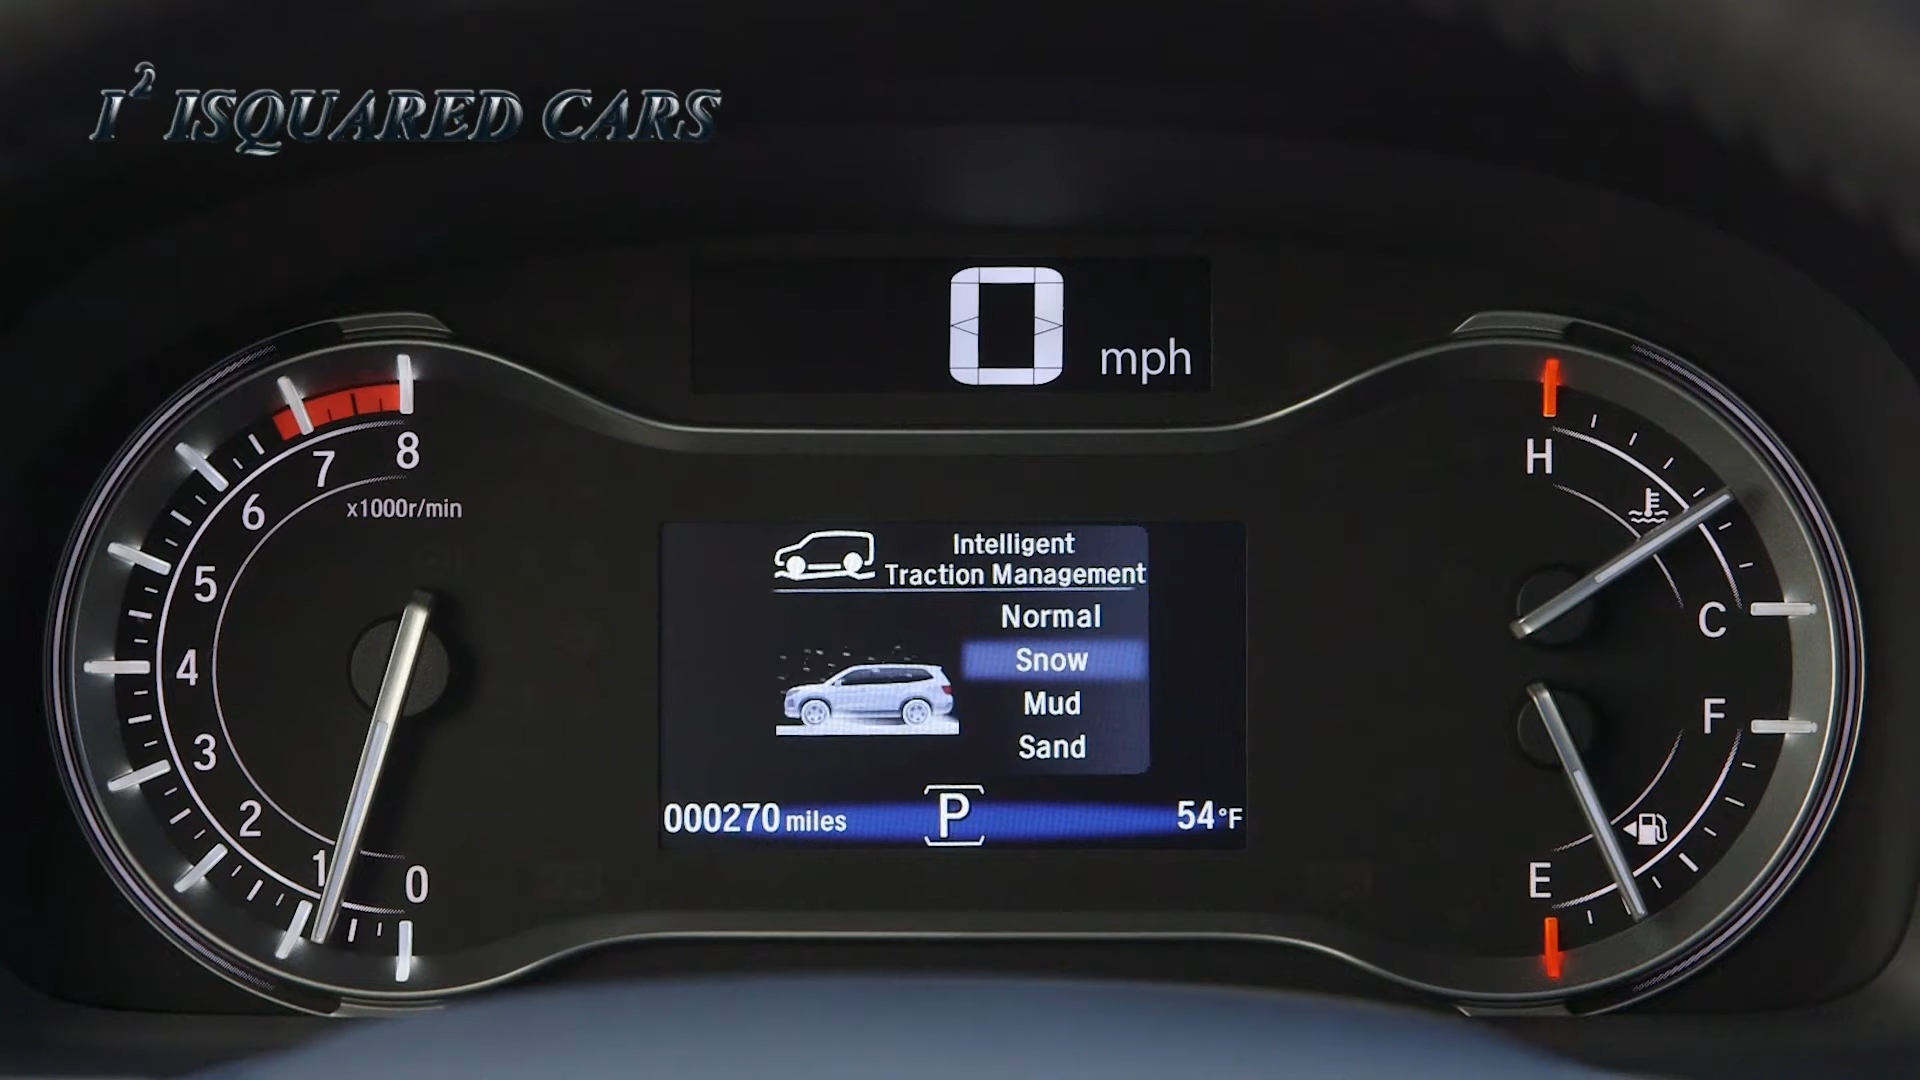 I² ISQUARED CARS
0 mph
8
7
x1000r/min
6
5
4
3
2
1
0
Intelligent
Traction Management
Normal
Snow
Mud
Sand
000270 miles P 54°F
H
C
F
E